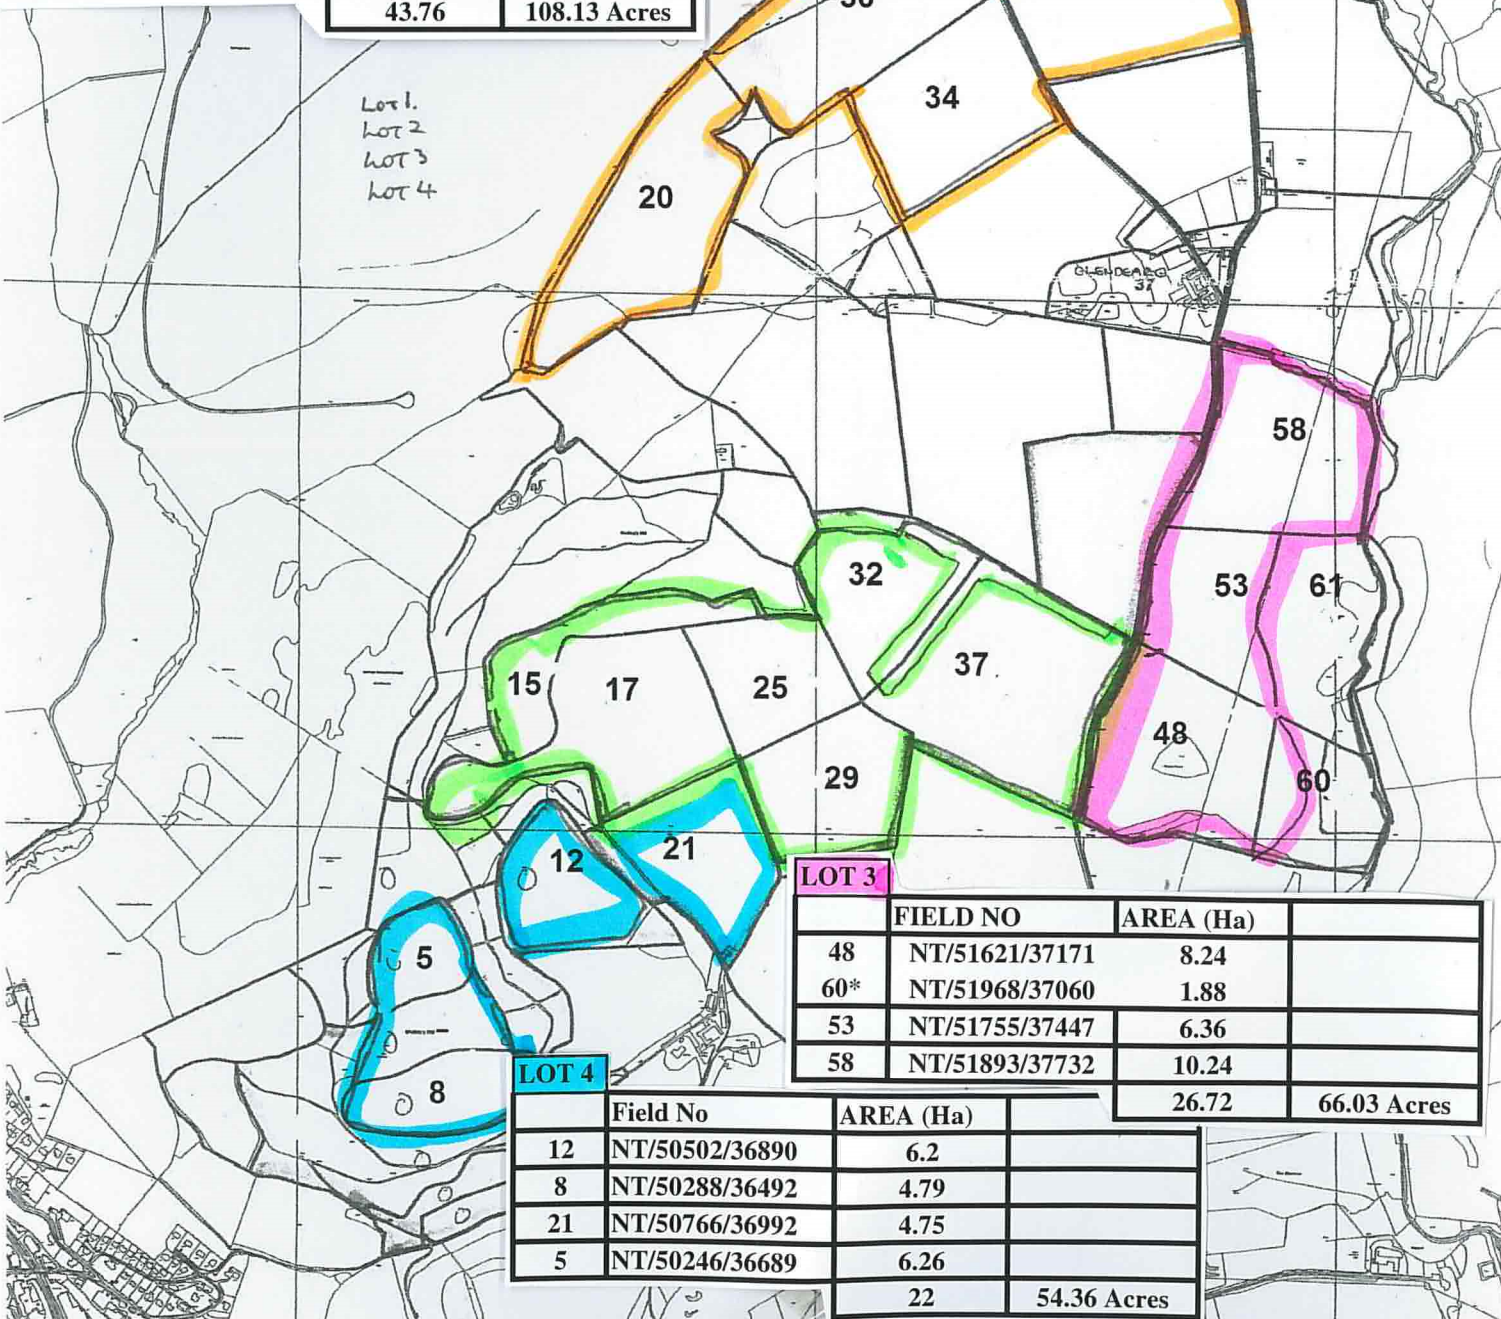 43.76 108.13 Acres
Lot 1.
Lot 2
Lot 3
Lot 4
34
20
GLENDEARG
37
58
32
53
61
37
15
17
25
48
29
60
12
21
5
8
LOT 3
FIELD NO AREA (Ha)
48 NT/51621/37171 8.24
60* NT/51968/37060 1.88
53 NT/51755/37447 6.36
58 NT/51893/37732 10.24
26.72 66.03 Acres
LOT 4
Field No AREA (Ha)
12 NT/50502/36890 6.2
8 NT/50288/36492 4.79
21 NT/50766/36992 4.75
5 NT/50246/36689 6.26
22 54.36 Acres